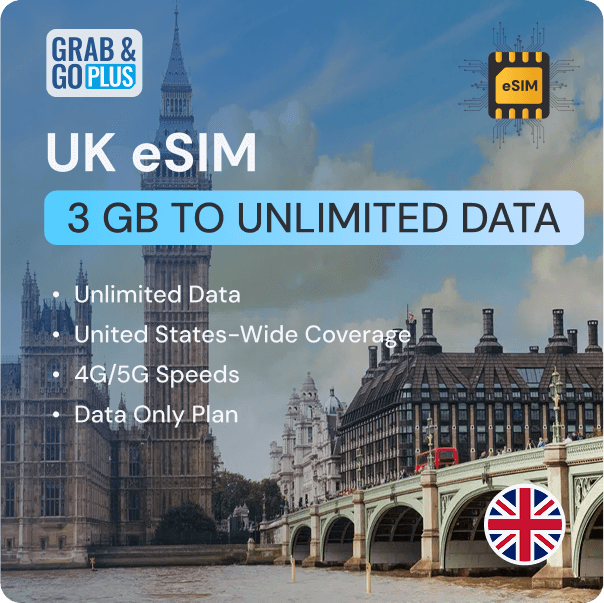 GRAB &
GO PLUS
eSIM
UK eSIM
3 GB TO UNLIMITED DATA
• Unlimited Data
• United States-Wide Coverage
• 4G/5G Speeds
• Data Only Plan